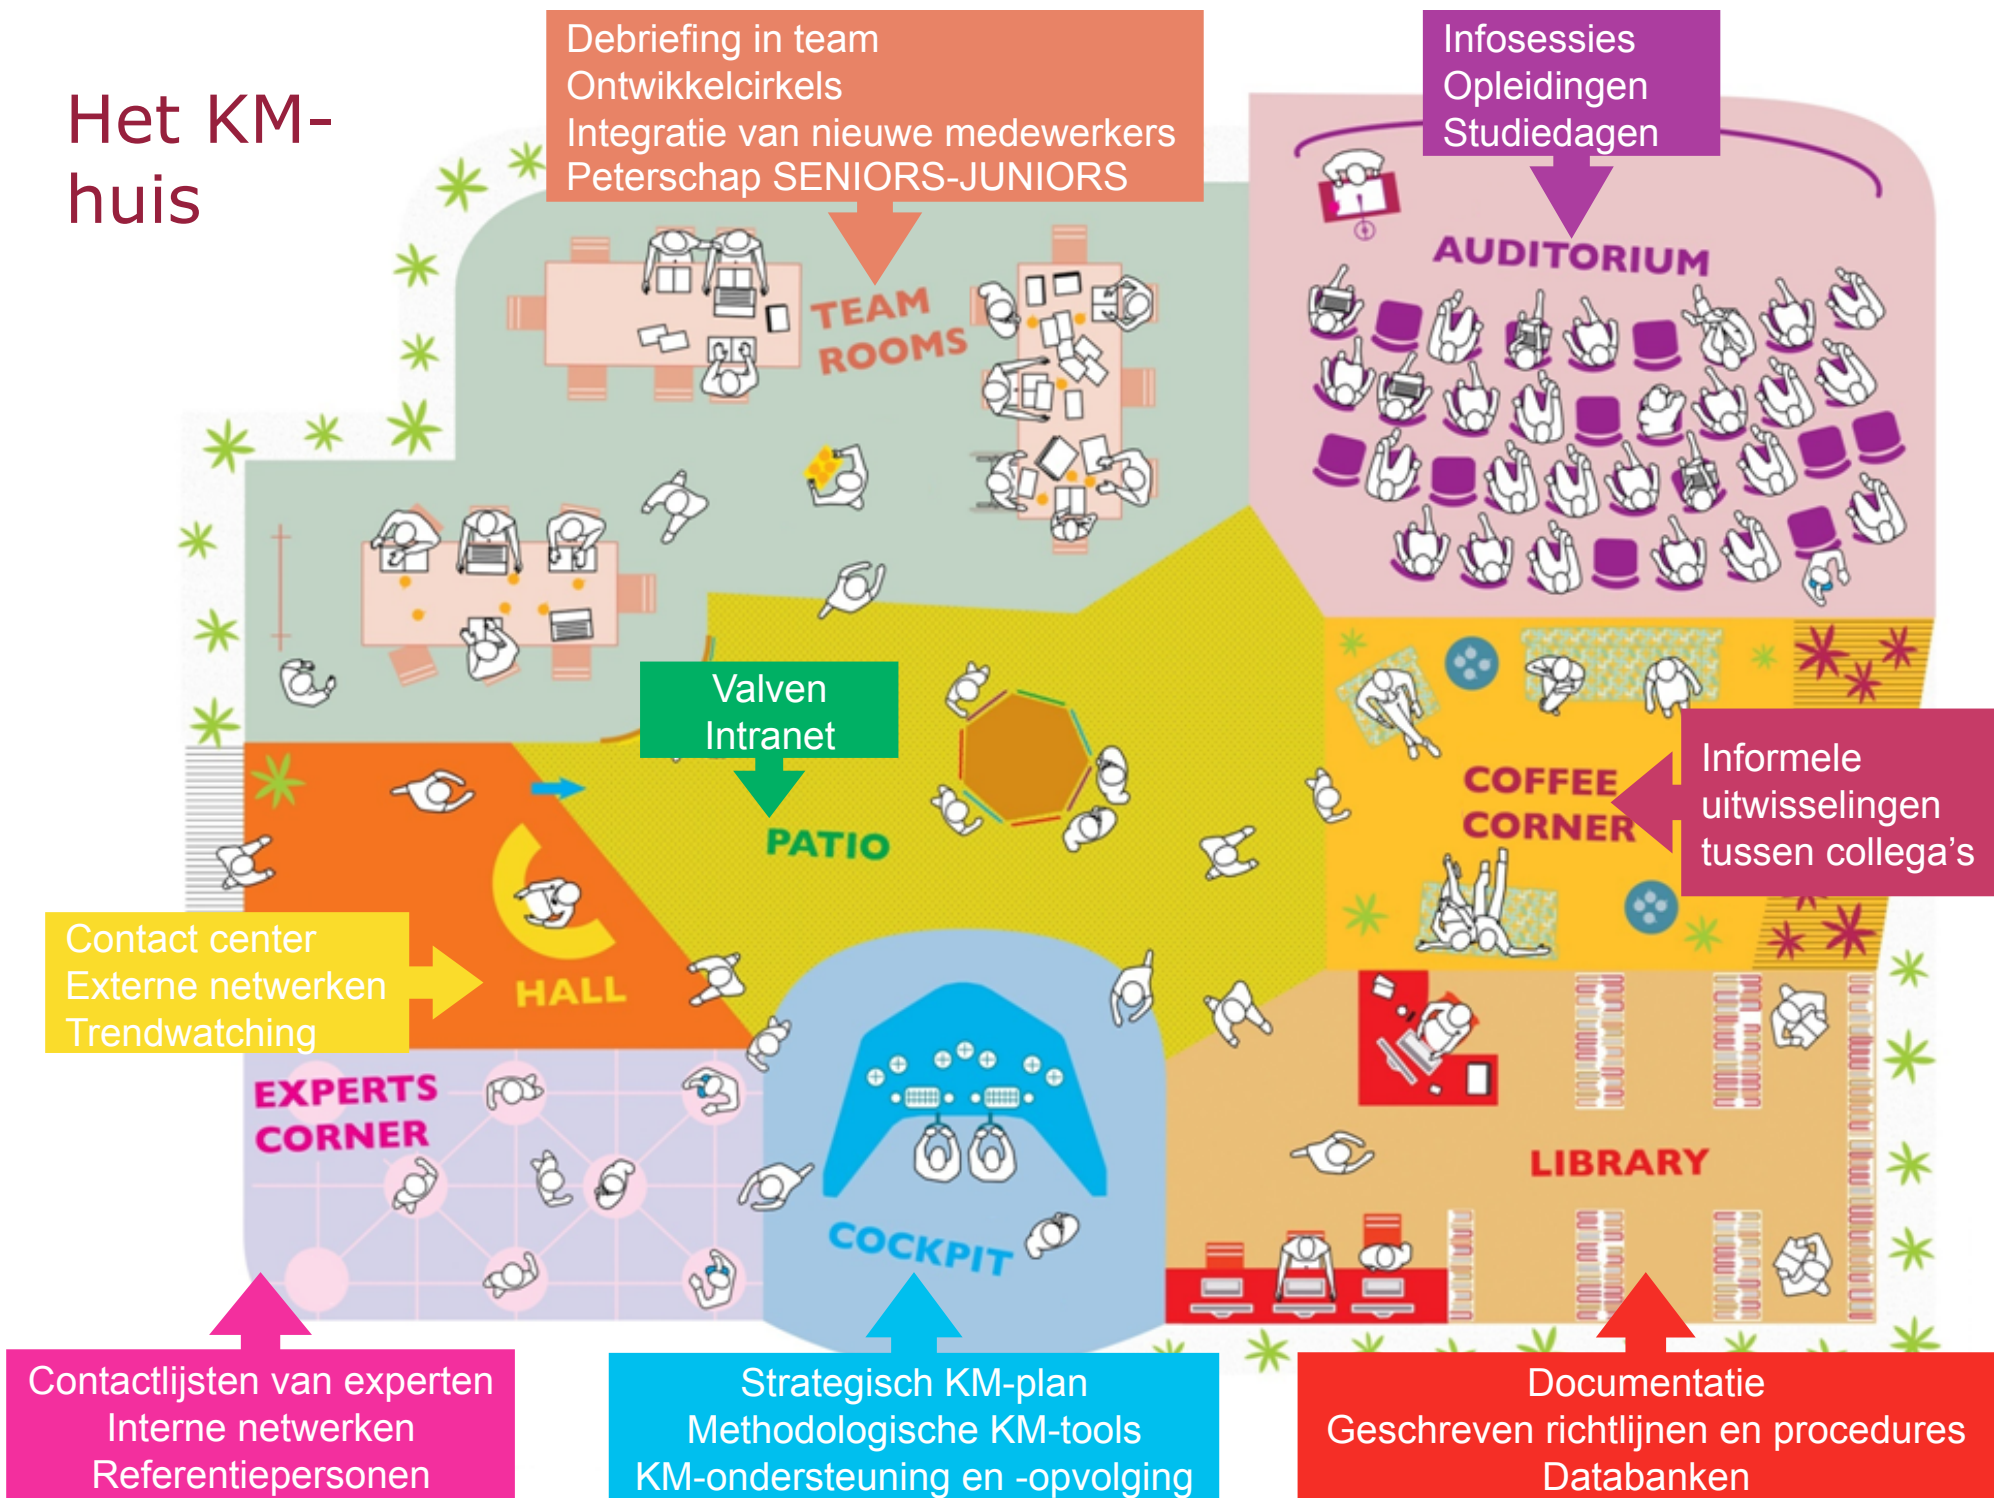 Het KM-
huis
Debriefing in team
Ontwikkelcirkels
Integratie van nieuwe medewerkers
Peterschap SENIORS-JUNIORS
Infosessies
Opleidingen
Studiedagen
AUDITORIUM
TEAM
ROOMS
Valven
Intranet
PATIO
COFFEE
CORNER
Informele
uitwisselingen
tussen collega's
Contact center
Externe netwerken
Trendwatching
HALL
EXPERTS
CORNER
COCKPIT
LIBRARY
Contactlijsten van experten
Interne netwerken
Referentiepersonen
Strategisch KM-plan
Methodologische KM-tools
KM-ondersteuning en -opvolging
Documentatie
Geschreven richtlijnen en procedures
Databanken